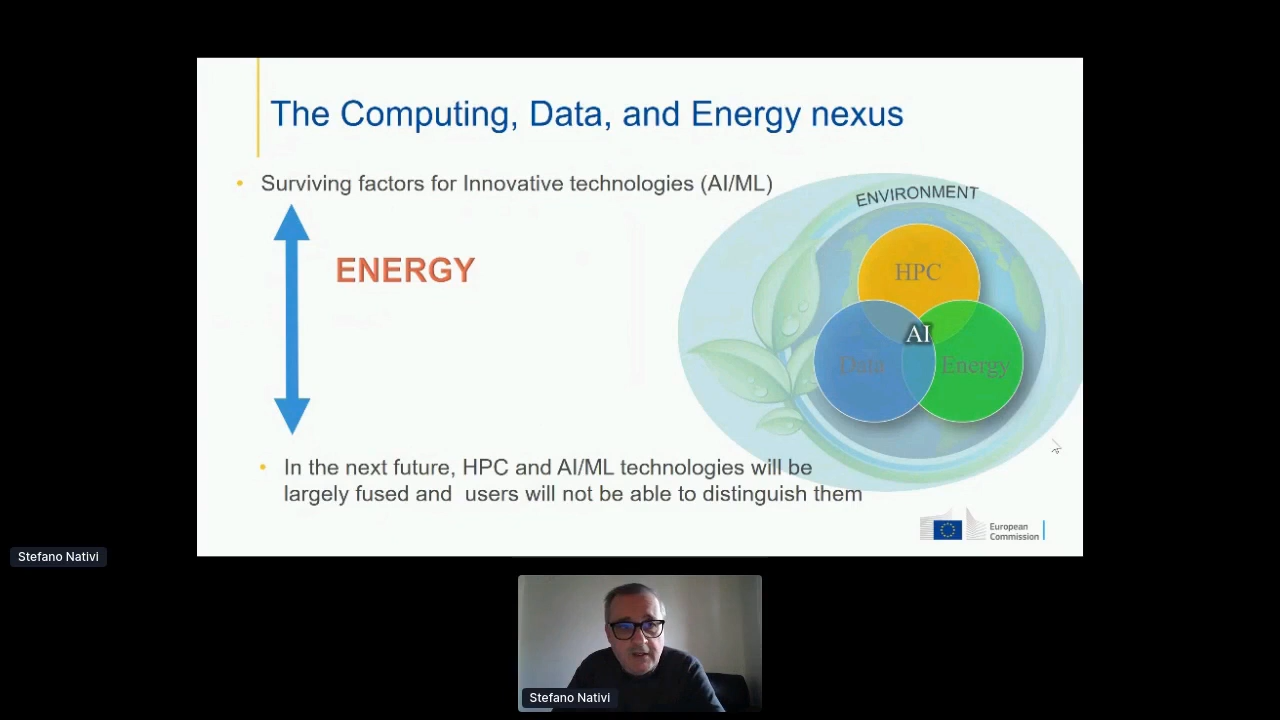 The Computing, Data, and Energy nexus
• Surviving factors for Innovative technologies (AI/ML)
ENVIRONMENT
ENERGY
HPC
AI
Data
Energy
• In the next future, HPC and AI/ML technologies will be
largely fused and users will not be able to distinguish them
European
Commission
Stefano Nativi
Stefano Nativi